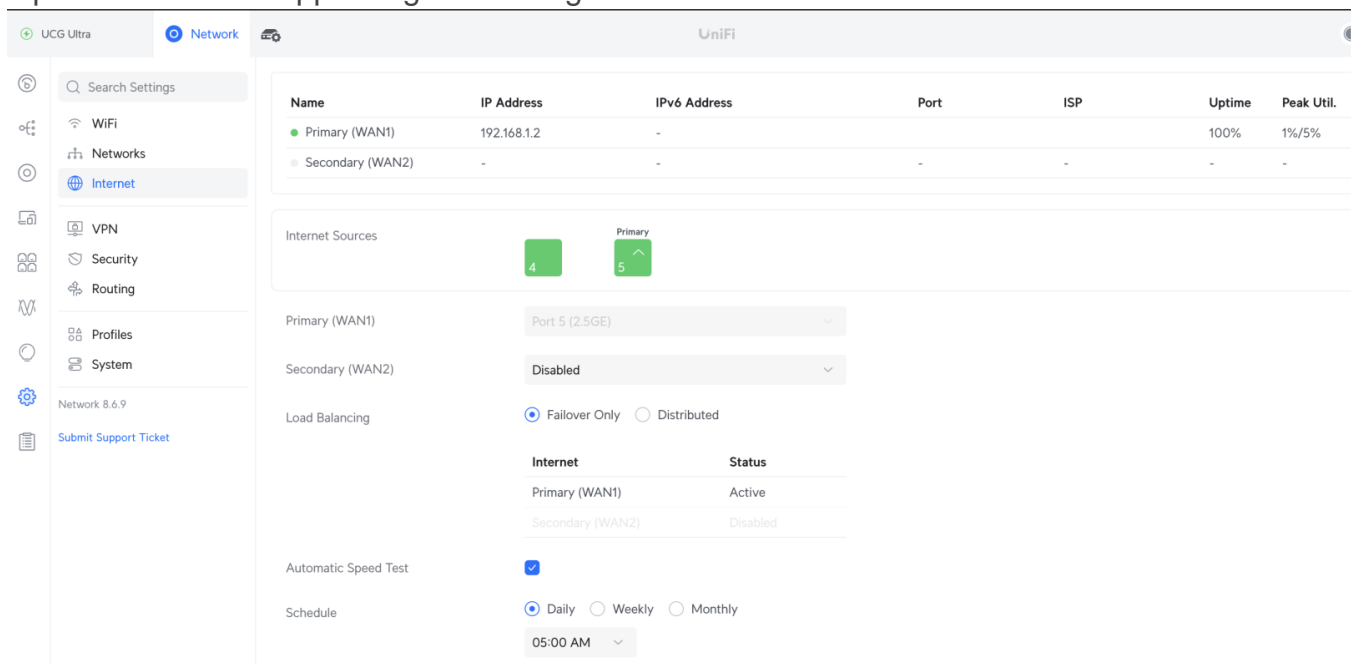 UCG Ultra Network UniFi
Search Settings
WiFi
Networks
Internet
VPN
Security
Routing
Profiles
System
Network 8.6.9
Submit Support Ticket
Name IP Address IPv6 Address Port ISP Uptime Peak Util.
Primary (WAN1) 192.168.1.2 - 100% 1%/5%
Secondary (WAN2) - - - - - -
Internet Sources
Primary
4 5
Primary (WAN1) Port 5 (2.5GE)
Secondary (WAN2) Disabled
Load Balancing Failover Only Distributed
Internet Status
Primary (WAN1) Active
Secondary (WAN2) Disabled
Automatic Speed Test
Schedule Daily Weekly Monthly
05:00 AM